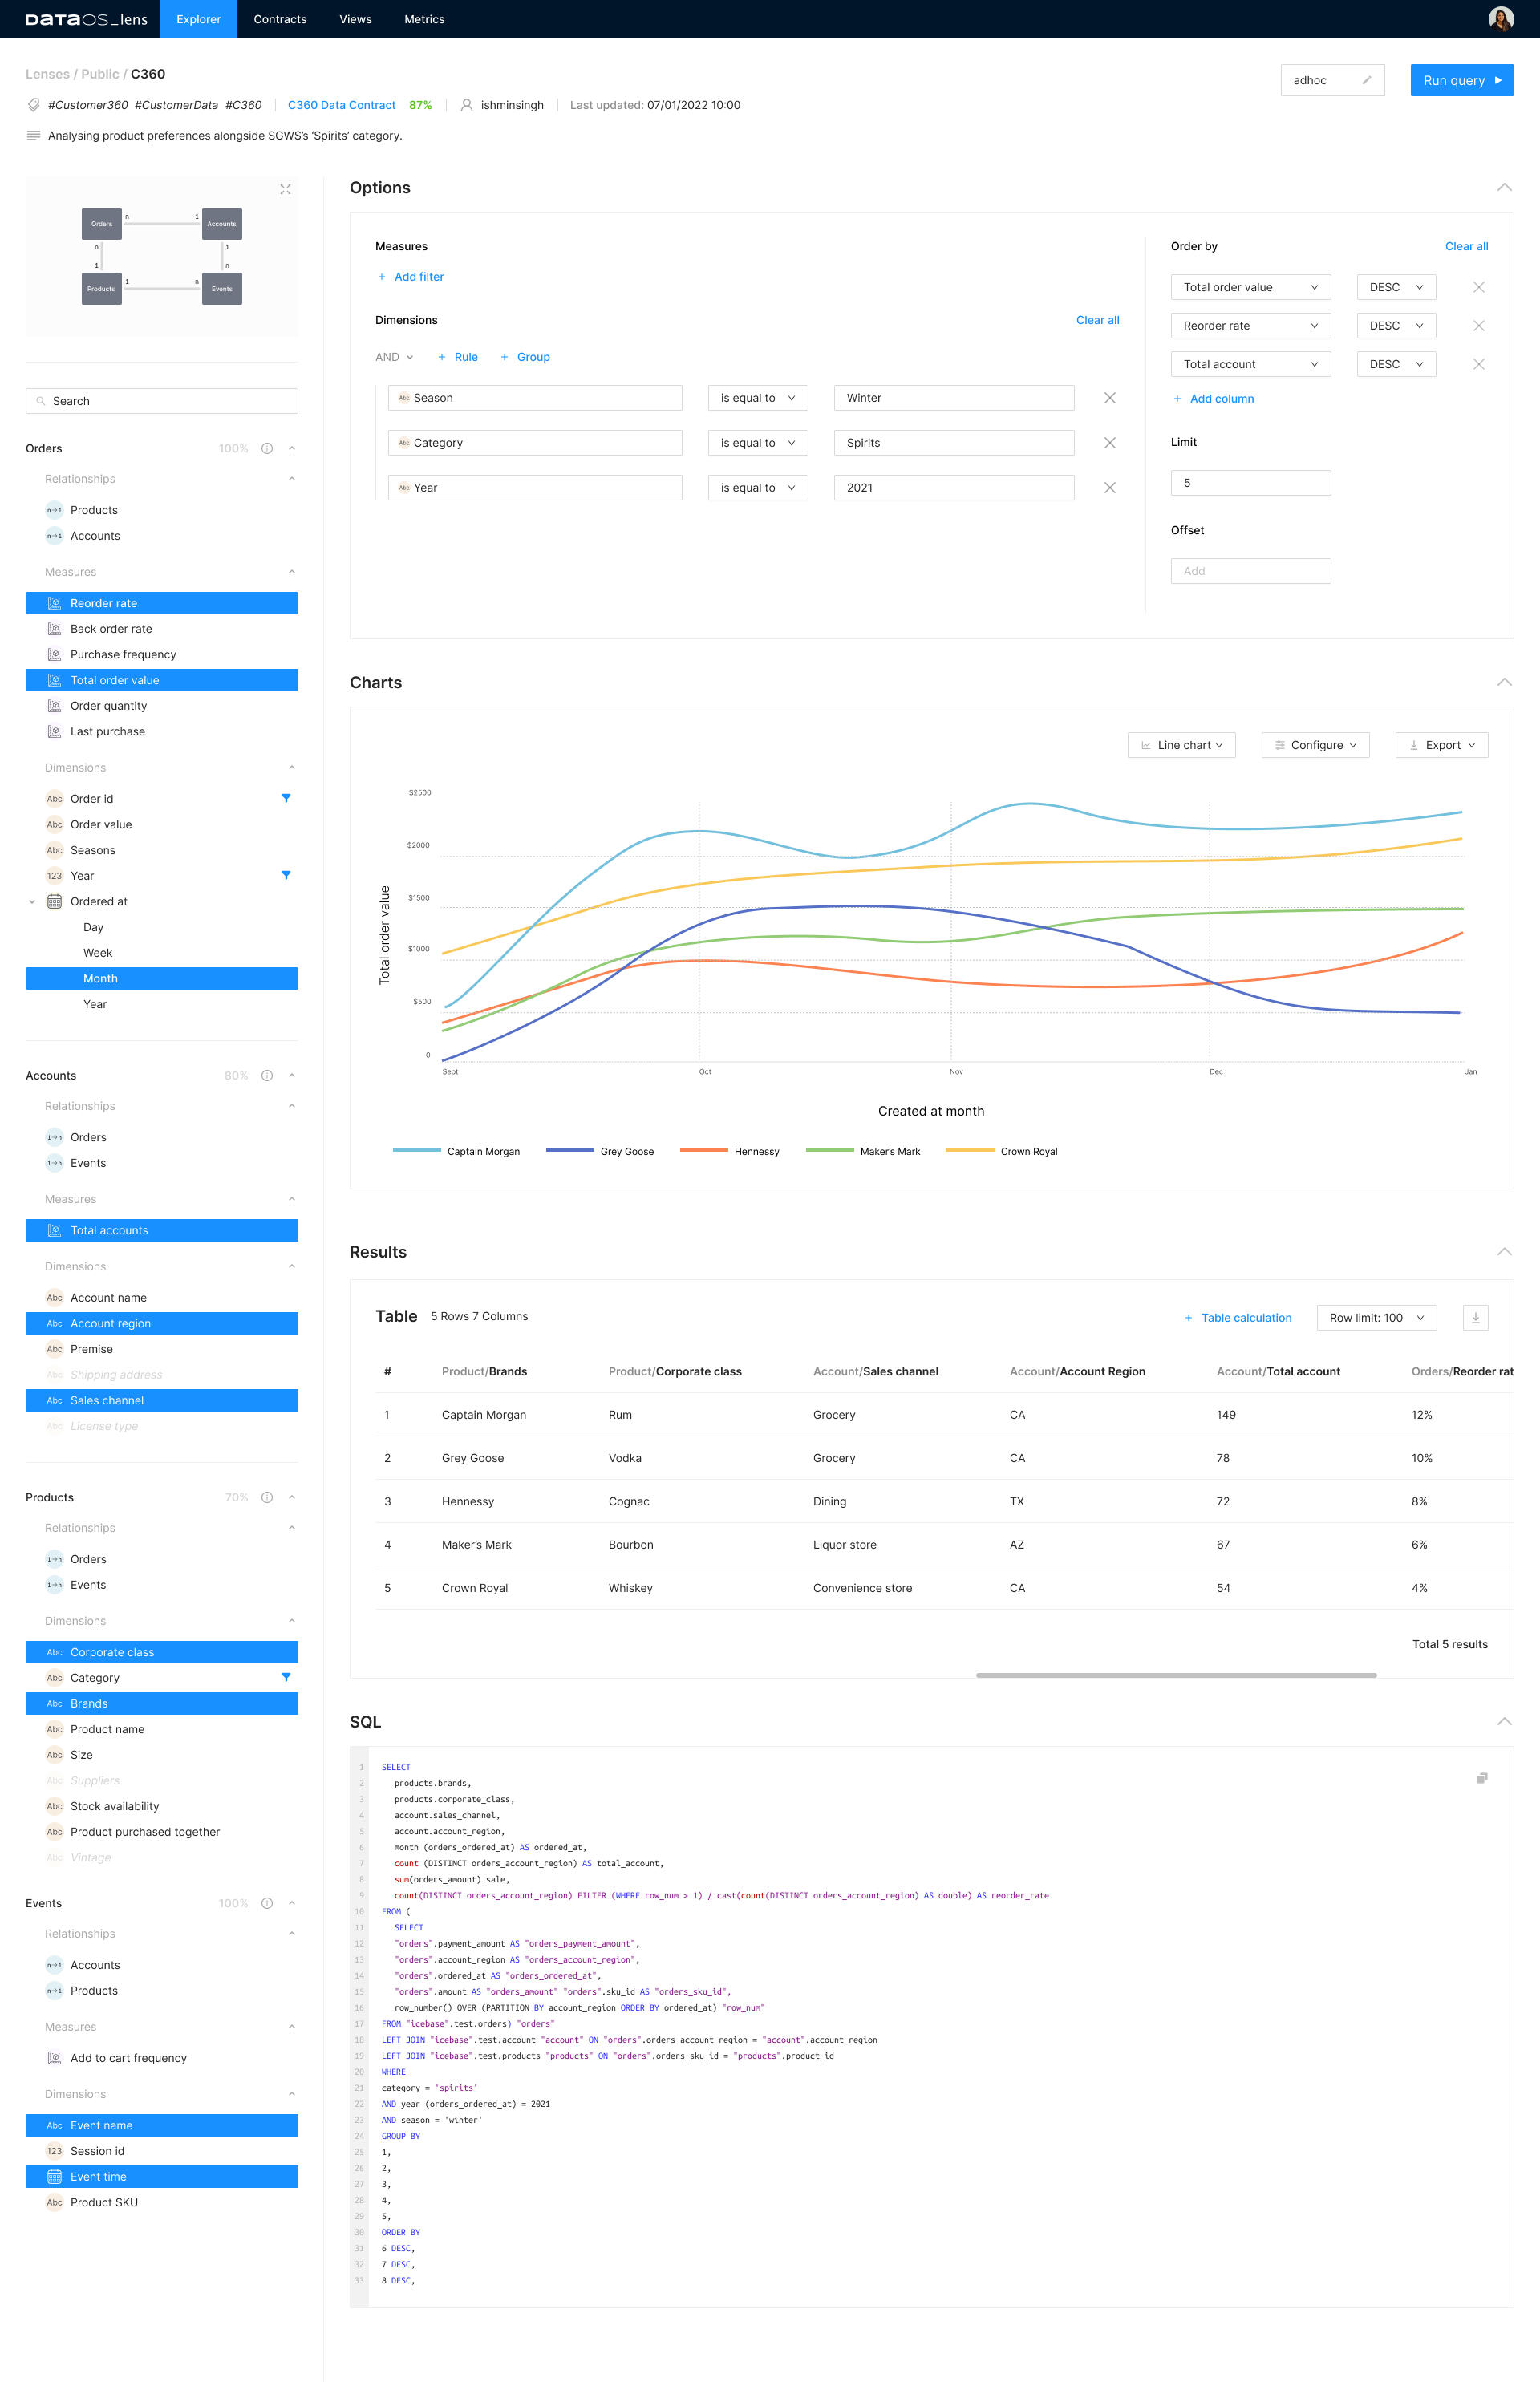 DATAOS_lens Explorer Contracts Views Metrics
Lenses / Public / C360
adhoc
Run query
#Customer360 #CustomerData #C360 C360 Data Contract 87% ishminsingh Last updated: 07/01/2022 10:00
Analysing product preferences alongside SGWS's 'Spirits' category.
Orders n 1 Accounts
n 1
1 n
Products 1 n Events
Search
Orders 100%
Relationships
n→1 Products
n→1 Accounts
Measures
Reorder rate
Back order rate
Purchase frequency
Total order value
Order quantity
Last purchase
Dimensions
Abc Order id
Abc Order value
Abc Seasons
123 Year
Ordered at
Day
Week
Month
Year
Accounts 80%
Relationships
1→n Orders
1→n Events
Measures
Total accounts
Dimensions
Abc Account name
Abc Account region
Abc Premise
Abc Shipping address
Abc Sales channel
Abc License type
Products 70%
Relationships
1→n Orders
1→n Events
Dimensions
Abc Corporate class
Abc Category
Abc Brands
Abc Product name
Abc Size
Abc Suppliers
Abc Stock availability
Abc Product purchased together
Abc Vintage
Events 100%
Relationships
n→1 Accounts
n→1 Products
Measures
Add to cart frequency
Dimensions
Abc Event name
123 Session id
Event time
Abc Product SKU
Options
Measures
+ Add filter
Dimensions Clear all
AND + Rule + Group
Abc Season is equal to Winter
Abc Category is equal to Spirits
Abc Year is equal to 2021
Order by Clear all
Total order value DESC
Reorder rate DESC
Total account DESC
+ Add column
Limit
5
Offset
Add
Charts
Line chart Configure Export
$2500
$2000
$1500
$1000
$500
0
Total order value
Sept Oct Nov Dec Jan
Created at month
Captain Morgan Grey Goose Hennessy Maker's Mark Crown Royal
Results
Table 5 Rows 7 Columns + Table calculation Row limit: 100
# Product/Brands Product/Corporate class Account/Sales channel Account/Account Region Account/Total account Orders/Reorder rat
1 Captain Morgan Rum Grocery CA 149 12%
2 Grey Goose Vodka Grocery CA 78 10%
3 Hennessy Cognac Dining TX 72 8%
4 Maker's Mark Bourbon Liquor store AZ 67 6%
5 Crown Royal Whiskey Convenience store CA 54 4%
Total 5 results
SQL
1 SELECT
2 products.brands,
3 products.corporate_class,
4 account.sales_channel,
5 account.account_region,
6 month (orders_ordered_at) AS ordered_at,
7 count (DISTINCT orders_account_region) AS total_account,
8 sum(orders_amount) sale,
9 count(DISTINCT orders_account_region) FILTER (WHERE row_num > 1) / cast(count(DISTINCT orders_account_region) AS double) AS reorder_rate
10 FROM (
11 SELECT
12 "orders".payment_amount AS "orders_payment_amount",
13 "orders".account_region AS "orders_account_region",
14 "orders".ordered_at AS "orders_ordered_at",
15 "orders".amount AS "orders_amount" "orders".sku_id AS "orders_sku_id",
16 row_number() OVER (PARTITION BY account_region ORDER BY ordered_at) "row_num"
17 FROM "icebase".test.orders) "orders"
18 LEFT JOIN "icebase".test.account "account" ON "orders".orders_account_region = "account".account_region
19 LEFT JOIN "icebase".test.products "products" ON "orders".orders_sku_id = "products".product_id
20 WHERE
21 category = 'spirits'
22 AND year (orders_ordered_at) = 2021
23 AND season = 'winter'
24 GROUP BY
25 1,
26 2,
27 3,
28 4,
29 5,
30 ORDER BY
31 6 DESC,
32 7 DESC,
33 8 DESC,